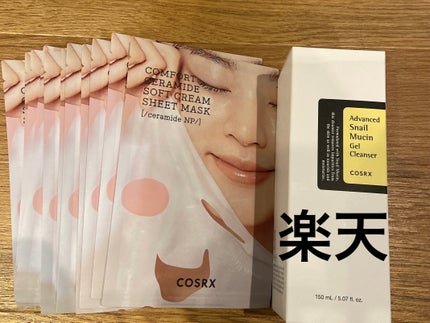 COMFORT
CERAMIDE
SOFT CREAM
SHEET MASK
[/ceramide NP/]
COSRX
Advanced
Snail
Mucin
Gel
Cleanser
COSRX
楽天
150 mL / 5.07 fl. oz.